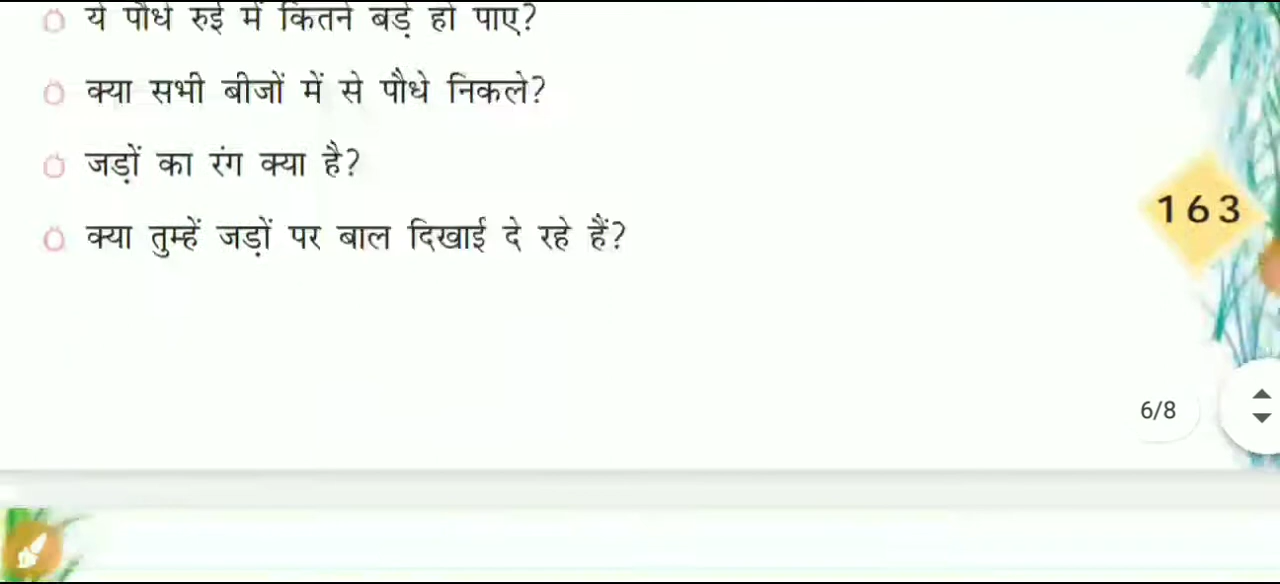 ये पौधे रुई में कितने बड़े हो पाए?
क्या सभी बीजों में से पौधे निकले?
जड़ों का रंग क्या है?
क्या तुम्हें जड़ों पर बाल दिखाई दे रहे हैं?
163
6/8